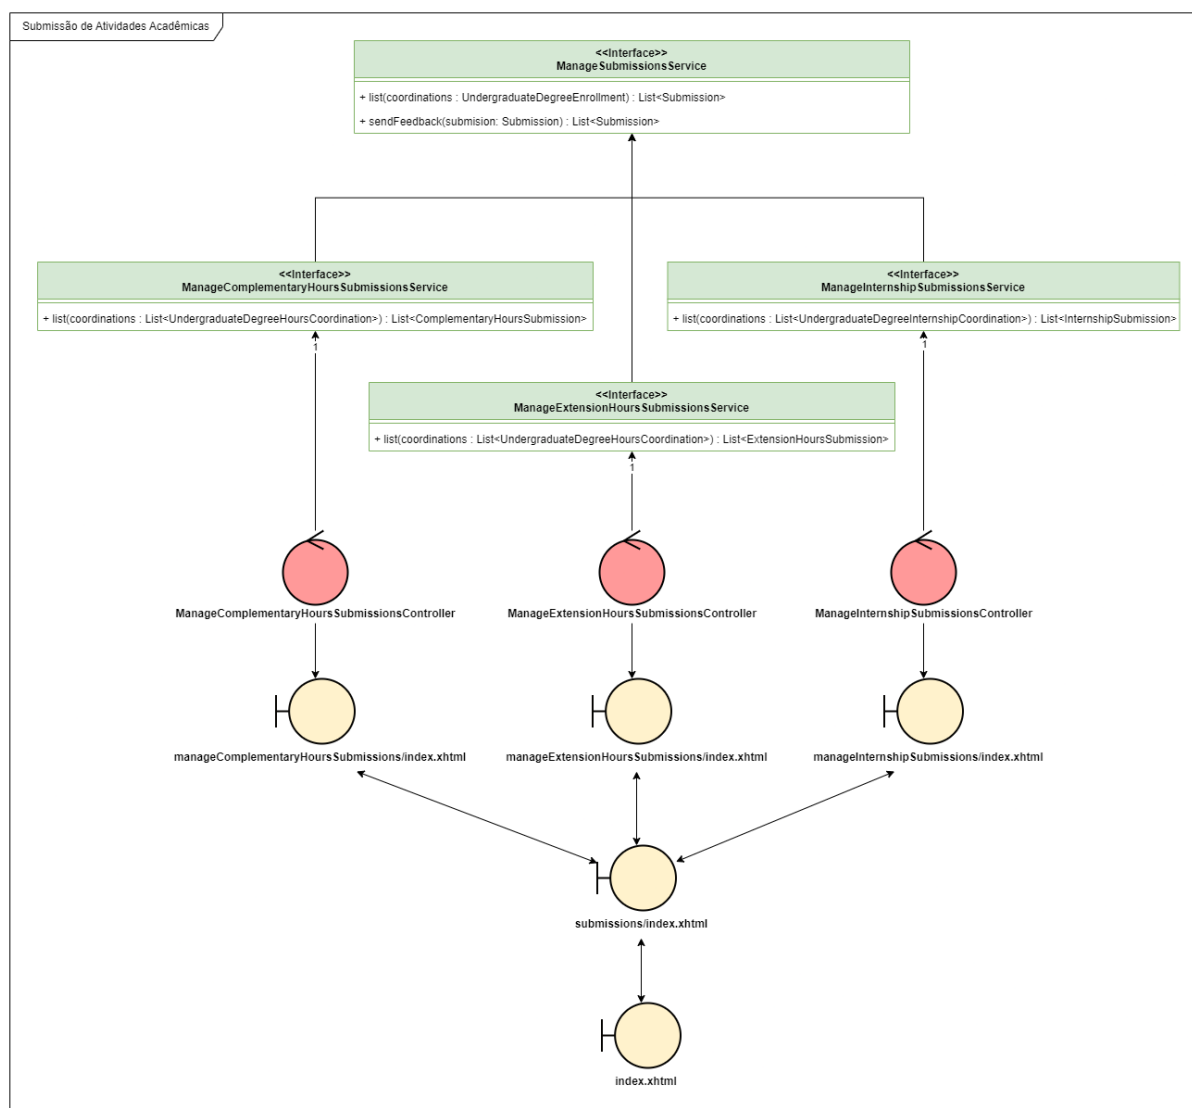 Submissão de Atividades Acadêmicas
<<Interface>>
ManageSubmissionsService
+ list(coordinations : UndergraduateDegreeEnrollment) : List<Submission>
+ sendFeedback(submision: Submission) : List<Submission>
<<Interface>>
ManageComplementaryHoursSubmissionsService
+ list(coordinations : List<UndergraduateDegreeHoursCoordination>) : List<ComplementaryHoursSubmission>
<<Interface>>
ManageInternshipSubmissionsService
+ list(coordinations : List<UndergraduateDegreeInternshipCoordination>) : List<InternshipSubmission>
1
1
<<Interface>>
ManageExtensionHoursSubmissionsService
+ list(coordinations : List<UndergraduateDegreeHoursCoordination>) : List<ExtensionHoursSubmission>
1
ManageComplementaryHoursSubmissionsController
ManageExtensionHoursSubmissionsController
ManageInternshipSubmissionsController
manageComplementaryHoursSubmissions/index.xhtml
manageExtensionHoursSubmissions/index.xhtml
manageInternshipSubmissions/index.xhtml
submissions/index.xhtml
index.xhtml